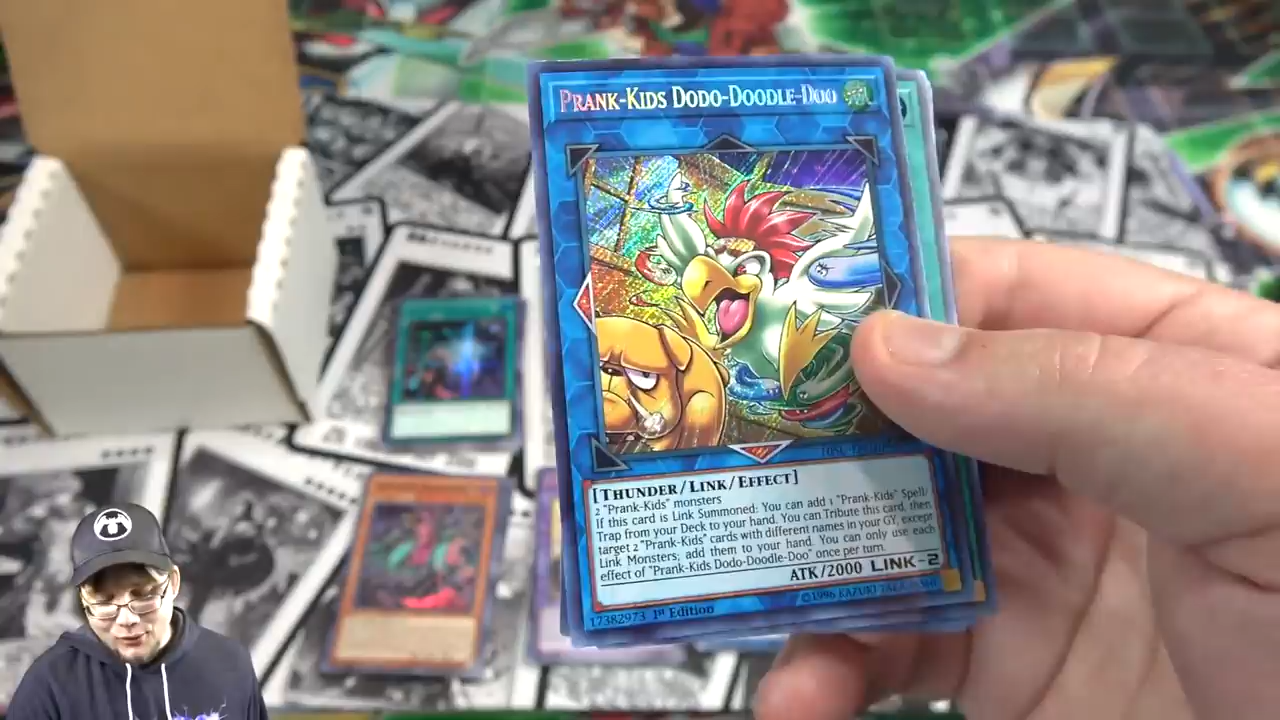 PRANK-KIDS DODO-DOODLE-DOO
[THUNDER/LINK/EFFECT]
2 "Prank-Kids" monsters
If this card is Link Summoned: You can add 1 "Prank-Kids" Spell/
Trap from your Deck to your hand. You can Tribute this card, then
target 2 "Prank-Kids" cards with different names in your GY, except
Link Monsters; add them to your hand. You can only use each
effect of "Prank-Kids Dodo-Doodle-Doo" once per turn.
ATK/2000 LINK-2
17382973 1st Edition
©1996 KAZUKI